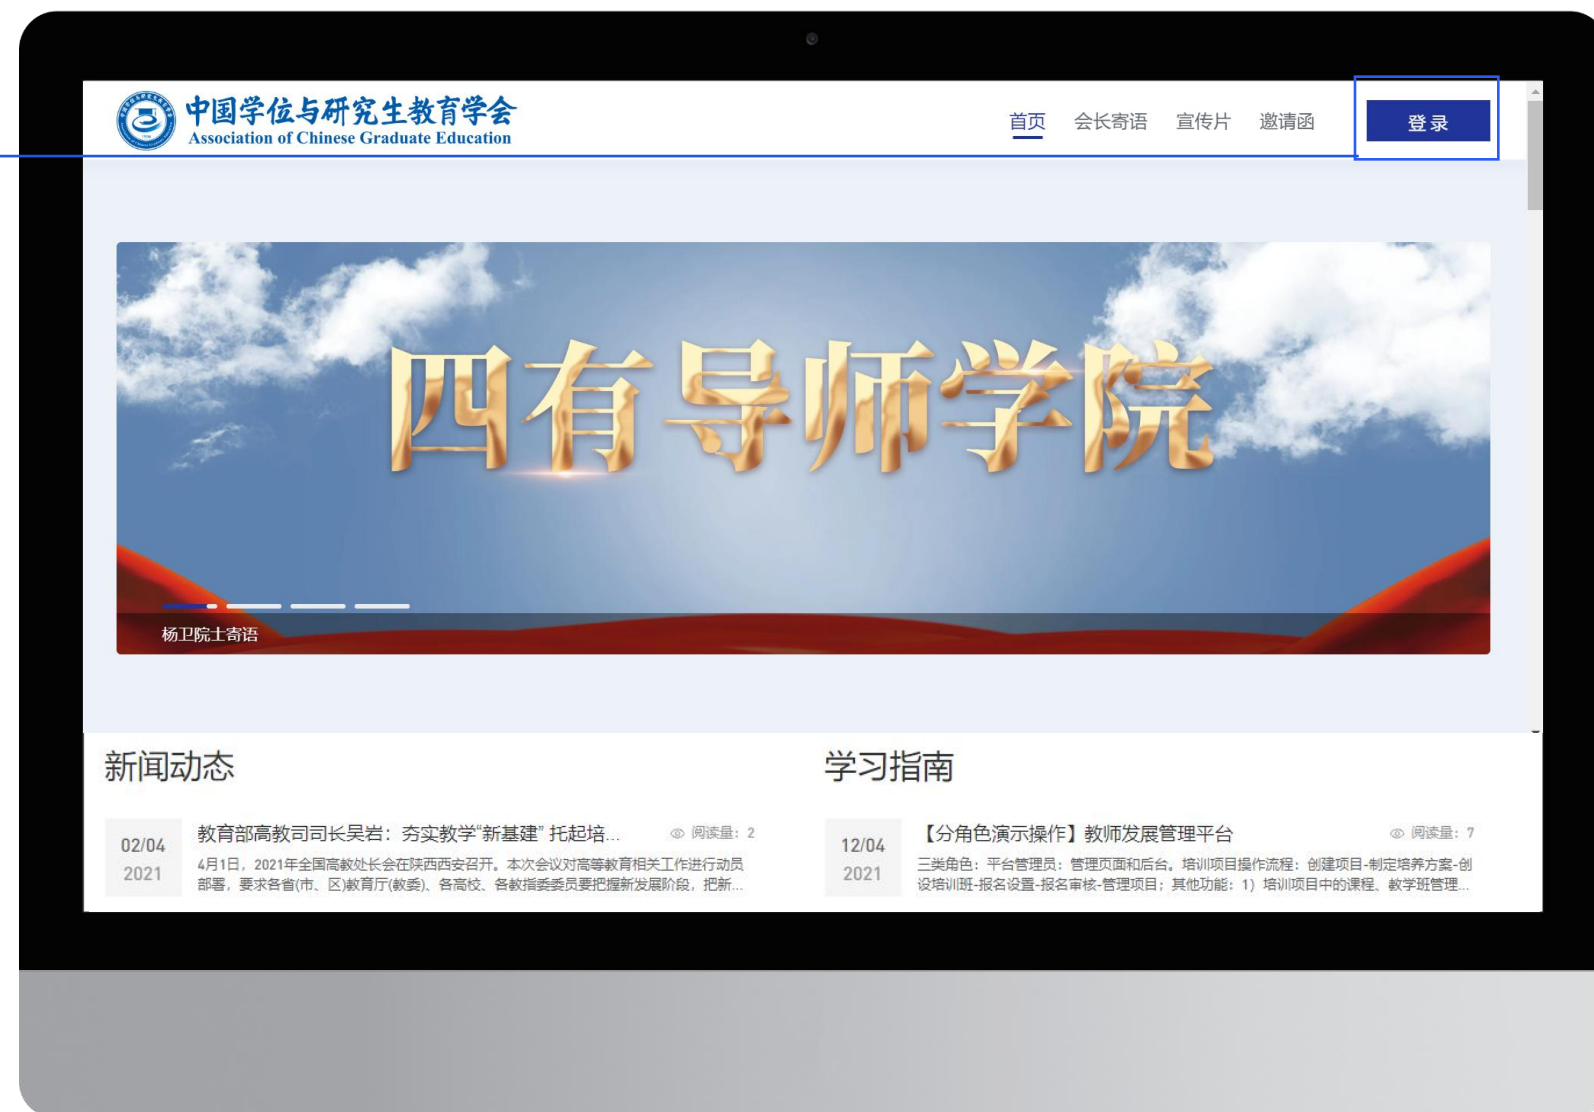 中国学位与研究生教育学会
Association of Chinese Graduate Education
首页 会长寄语 宣传片 邀请函 登录
四有导师学院
杨卫院士寄语
新闻动态
02/04
2021
教育部高教司司长吴岩：夯实教学“新基建” 托起培... 阅读量：2
4月1日，2021年全国高教处长会在陕西西安召开。本次会议对高等教育相关工作进行动员
部署，要求各省(市、区)教育厅(教委)、各高校、各教指委委员要把握新发展阶段，把新...
学习指南
12/04
2021
【分角色演示操作】教师发展管理平台 阅读量：7
三类角色：平台管理员：管理页面和后台。培训项目操作流程：创建项目-制定培养方案-创
设培训班-报名设置-报名审核-管理项目；其他功能：1）培训项目中的课程、教学班管理...